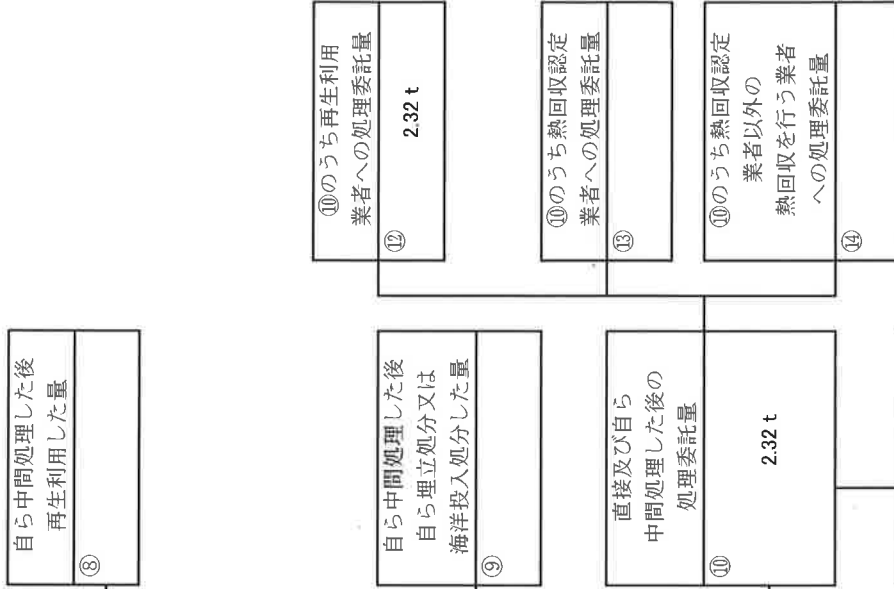 自ら中間処理した後
再生利用した量
⑧
自ら中間処理した後
自ら埋立処分又は
海洋投入処分した量
⑨
直接及び自ら
中間処理した後の
処理委託量
⑩
2.32 t
⑩のうち再生利用
業者への処理委託量
⑫
2.32 t
⑩のうち熱回収認定
業者への処理委託量
⑬
⑩のうち熱回収認定
業者以外の
熱回収を行う業者
への処理委託量
⑭